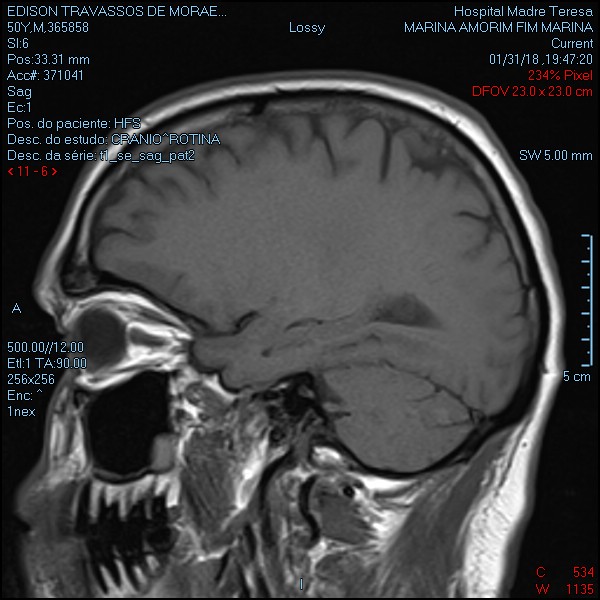 EDISON TRAVASSOS DE MORAE...
50Y,M,365858
Sl:6
Pos:33.31 mm
Acc#: 371041
Sag
Ec:1
Pos. do paciente: HFS
Desc. do estudo: CRANIO^ROTINA
Desc. da série: t1_se_sag_pat2
< 11 - 6 >
Lossy
Hospital Madre Teresa
MARINA AMORIM FIM MARINA
Current
01/31/18 ,19:47:20
234% Pixel
DFOV 23.0 x 23.0 cm
SW 5.00 mm
A
500.00//12.00
Etl:1 TA:90.00
256x256
Enc: ^
1nex
5 cm
I
C 534
W 1135